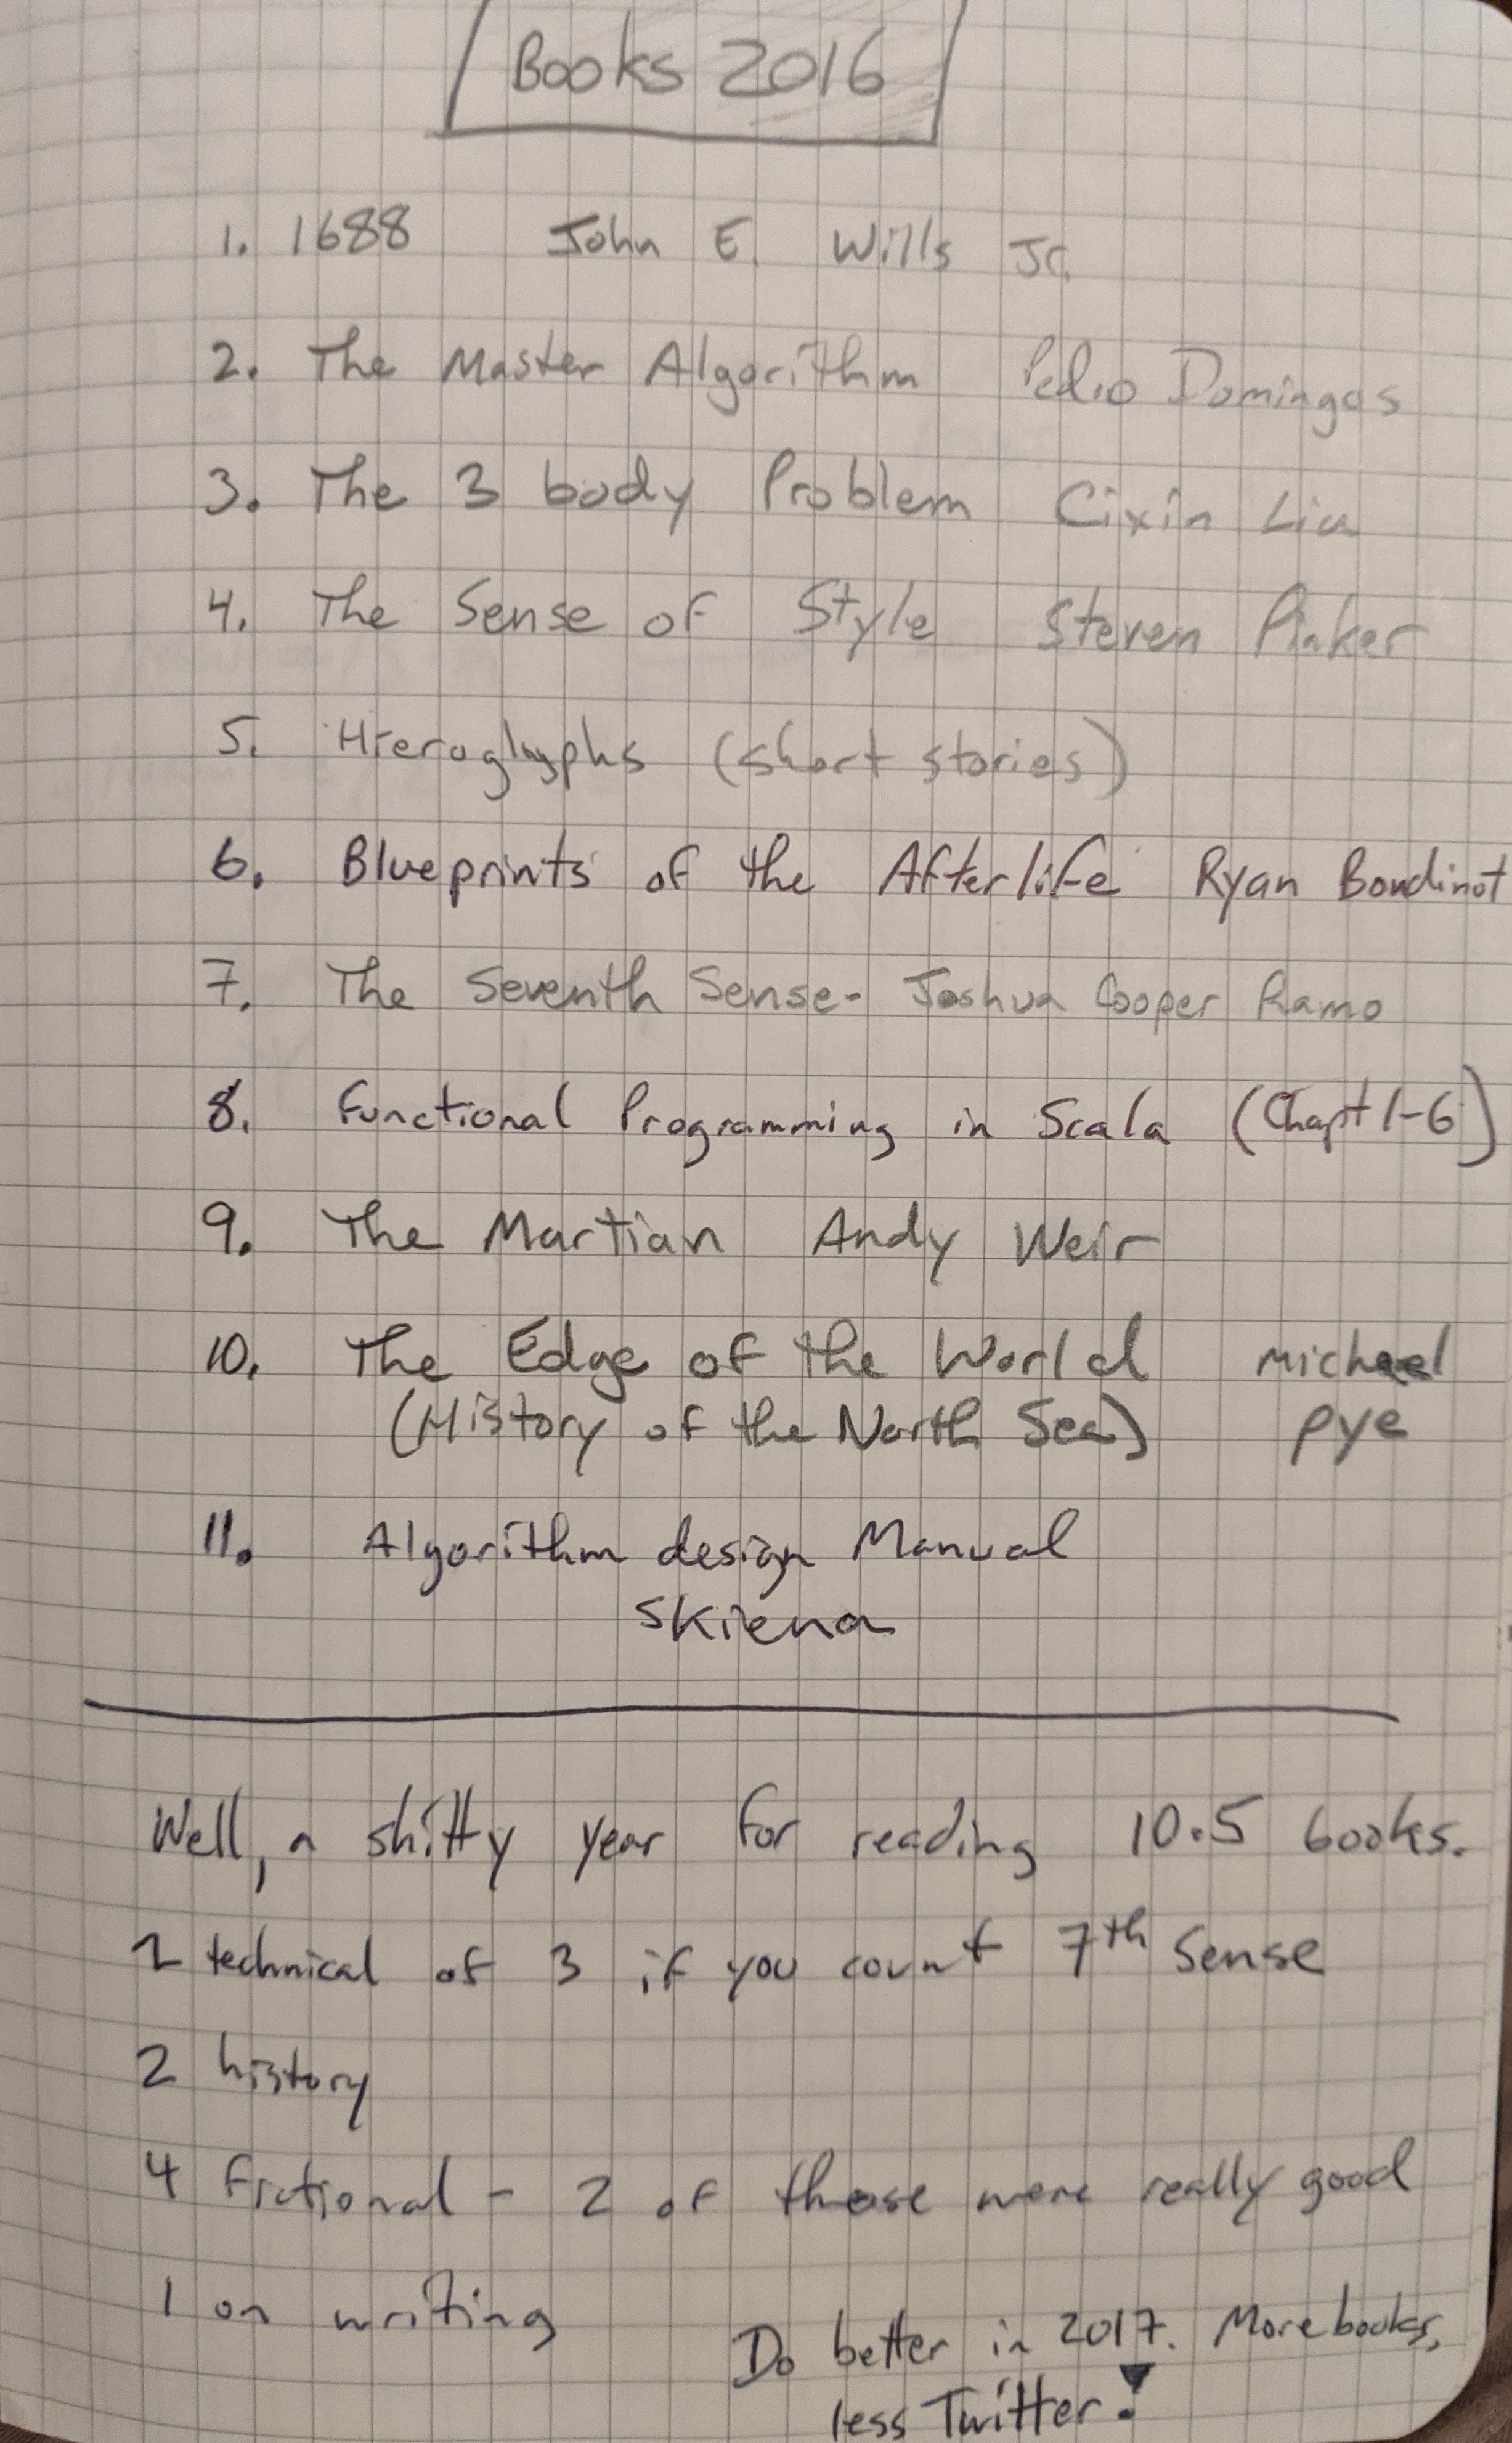 Books 2016
1. 1688 John E. Wills Jr.
2. The Master Algorithm Pedro Domingos
3. The 3 body Problem Cixin Liu
4. The Sense of Style Steven Pinker
5. Hieroglyphs (short stories)
6. Blueprints of the Afterlife Ryan Boudinot
7. The Seventh Sense - Joshua Cooper Ramo
8. Functional Programming in Scala (Chapt 1-6)
9. The Martian Andy Weir
10. The Edge of the World michael
(History of the North Sea) pye
11. Algorithm design Manual
Skiena
Well, a shitty year for reading 10.5 books.
2 technical of 3 if you count 7th Sense
2 history
4 fictional - 2 of those were really good
1 on writing
Do better in 2017. More books,
less Twitter!